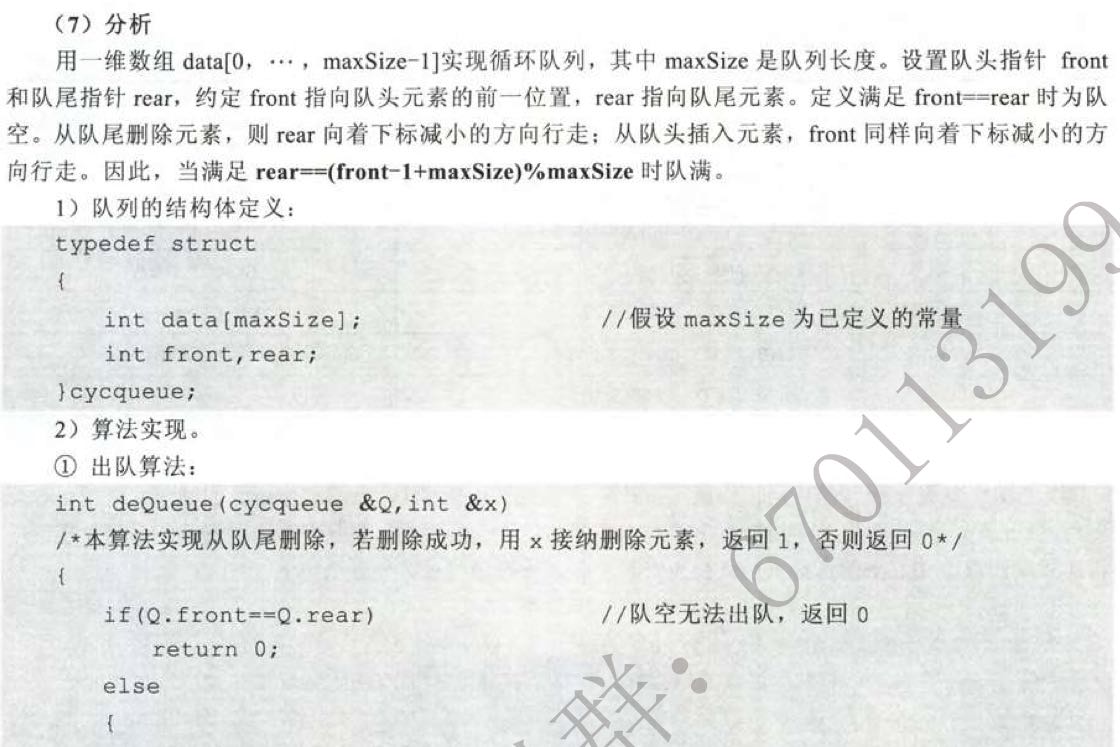 （7）分析
用一维数组 data[0, ⋯, maxSize-1]实现循环队列，其中 maxSize 是队列长度。设置队头指针 front
和队尾指针 rear，约定 front 指向队头元素的前一位置，rear 指向队尾元素。定义满足 front==rear 时为队
空。从队尾删除元素，则 rear 向着下标减小的方向行走；从队头插入元素，front 同样向着下标减小的方
向行走。因此，当满足 rear==(front-1+maxSize)%maxSize 时队满。
1）队列的结构体定义：
typedef struct
{
int data[maxSize]; //假设 maxSize 为已定义的常量
int front,rear;
}cycqueue;
2）算法实现。
① 出队算法：
int deQueue(cycqueue &Q,int &x)
/*本算法实现从队尾删除，若删除成功，用 x 接纳删除元素，返回 1，否则返回 0*/
{
if(Q.front==Q.rear) //队空无法出队，返回 0
return 0;
else
{
群：670113199